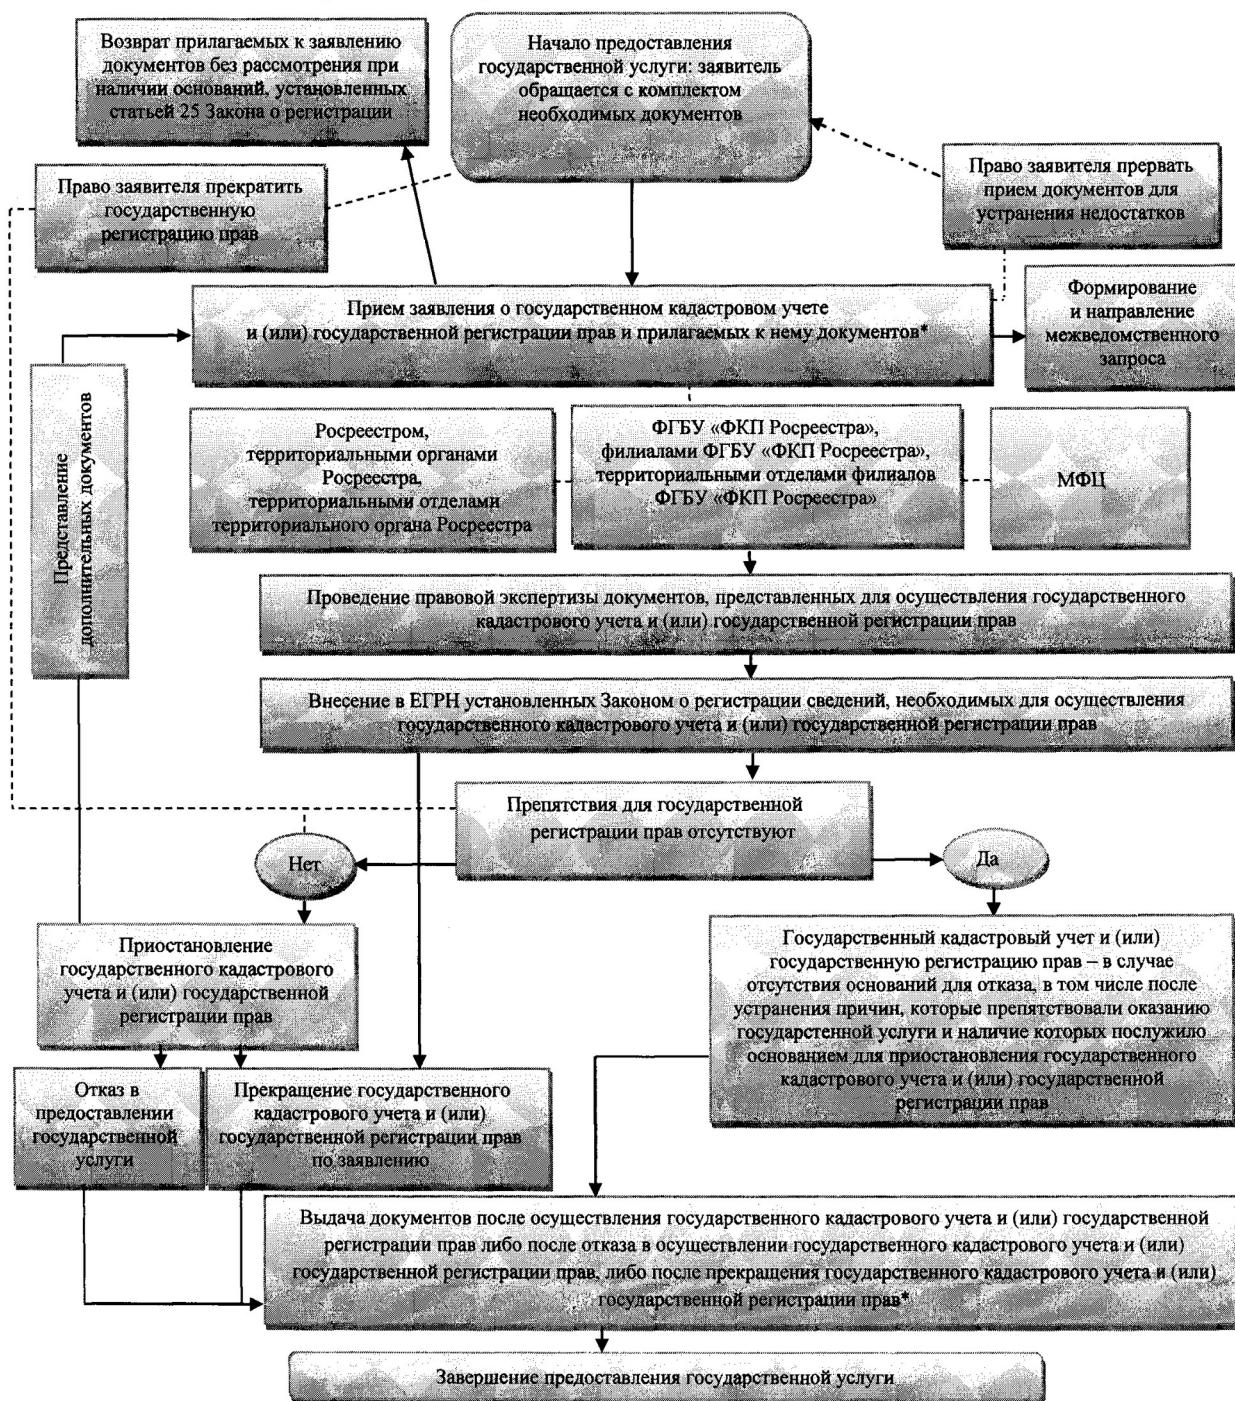 Возврат прилагаемых к заявлению
документов без рассмотрения при
наличии оснований, установленных
статьей 25 Закона о регистрации
Начало предоставления
государственной услуги: заявитель
обращается с комплектом
необходимых документов
Право заявителя прекратить
государственную
регистрацию прав
Право заявителя прервать
прием документов для
устранения недостатков
Прием заявления о государственном кадастровом учете
и (или) государственной регистрации прав и прилагаемых к нему документов*
Формирование
и направление
межведомственного
запроса
Представление
дополнительных документов
Росреестром,
территориальными органами
Росреестра,
территориальными отделами
территориального органа Росреестра
ФГБУ «ФКП Росреестра»,
филиалами ФГБУ «ФКП Росреестра»,
территориальными отделами филиалов
ФГБУ «ФКП Росреестра»
МФЦ
Проведение правовой экспертизы документов, представленных для осуществления государственного
кадастрового учета и (или) государственной регистрации прав
Внесение в ЕГРН установленных Законом о регистрации сведений, необходимых для осуществления
государственного кадастрового учета и (или) государственной регистрации прав
Препятствия для государственной
регистрации прав отсутствуют
Нет
Да
Приостановление
государственного кадастрового
учета и (или) государственной
регистрации прав
Государственный кадастровый учет и (или)
государственную регистрацию прав – в случае
отсутствия оснований для отказа, в том числе после
устранения причин, которые препятствовали оказанию
государстенной услуги и наличие которых послужило
основанием для приостановления государственного
кадастрового учета и (или) государственной
регистрации прав
Отказ в
предоставлении
государственной
услуги
Прекращение государственного
кадастрового учета и (или)
государственной регистрации прав
по заявлению
Выдача документов после осуществления государственного кадастрового учета и (или) государственной
регистрации прав либо после отказа в осуществлении государственного кадастрового учета и (или)
государственной регистрации прав, либо после прекращения государственного кадастрового учета и (или)
государственной регистрации прав*
Завершение предоставления государственной услуги